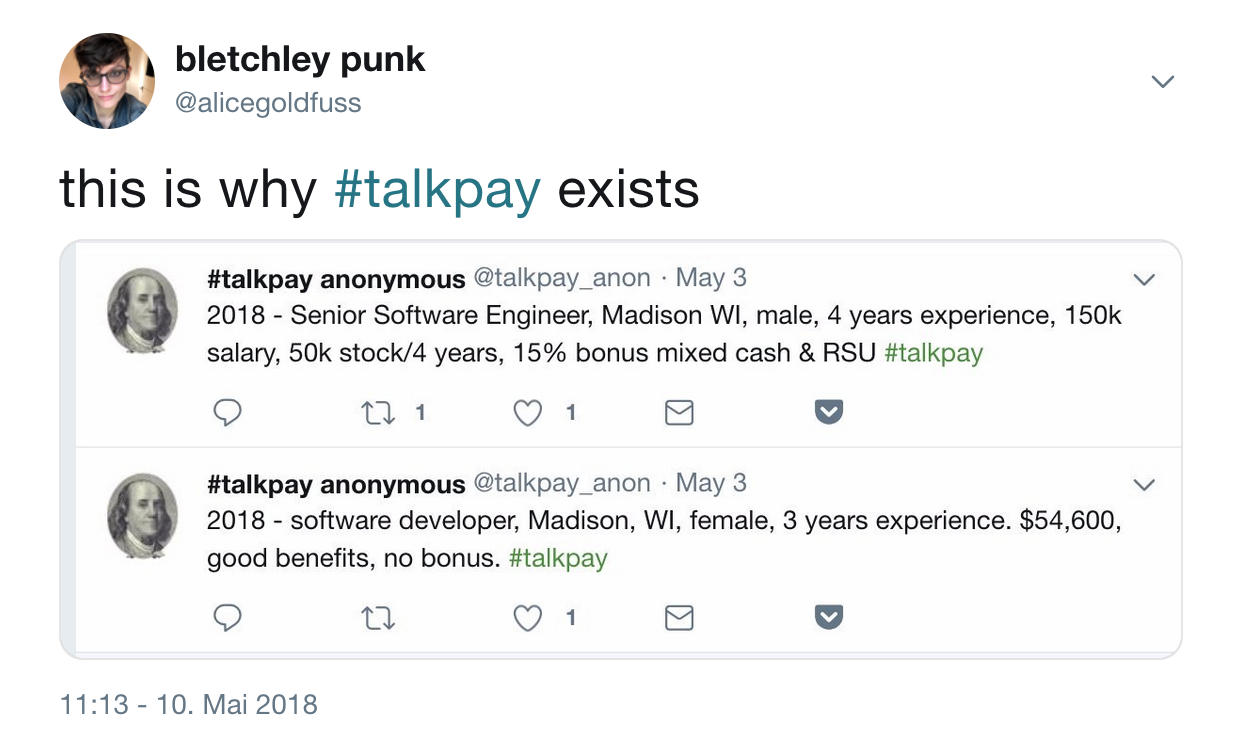 bletchley punk
@alicegoldfuss
this is why #talkpay exists
#talkpay anonymous @talkpay_anon · May 3
2018 - Senior Software Engineer, Madison WI, male, 4 years experience, 150k
salary, 50k stock/4 years, 15% bonus mixed cash & RSU #talkpay
1 1
#talkpay anonymous @talkpay_anon · May 3
2018 - software developer, Madison, WI, female, 3 years experience. $54,600,
good benefits, no bonus. #talkpay
1
11:13 - 10. Mai 2018